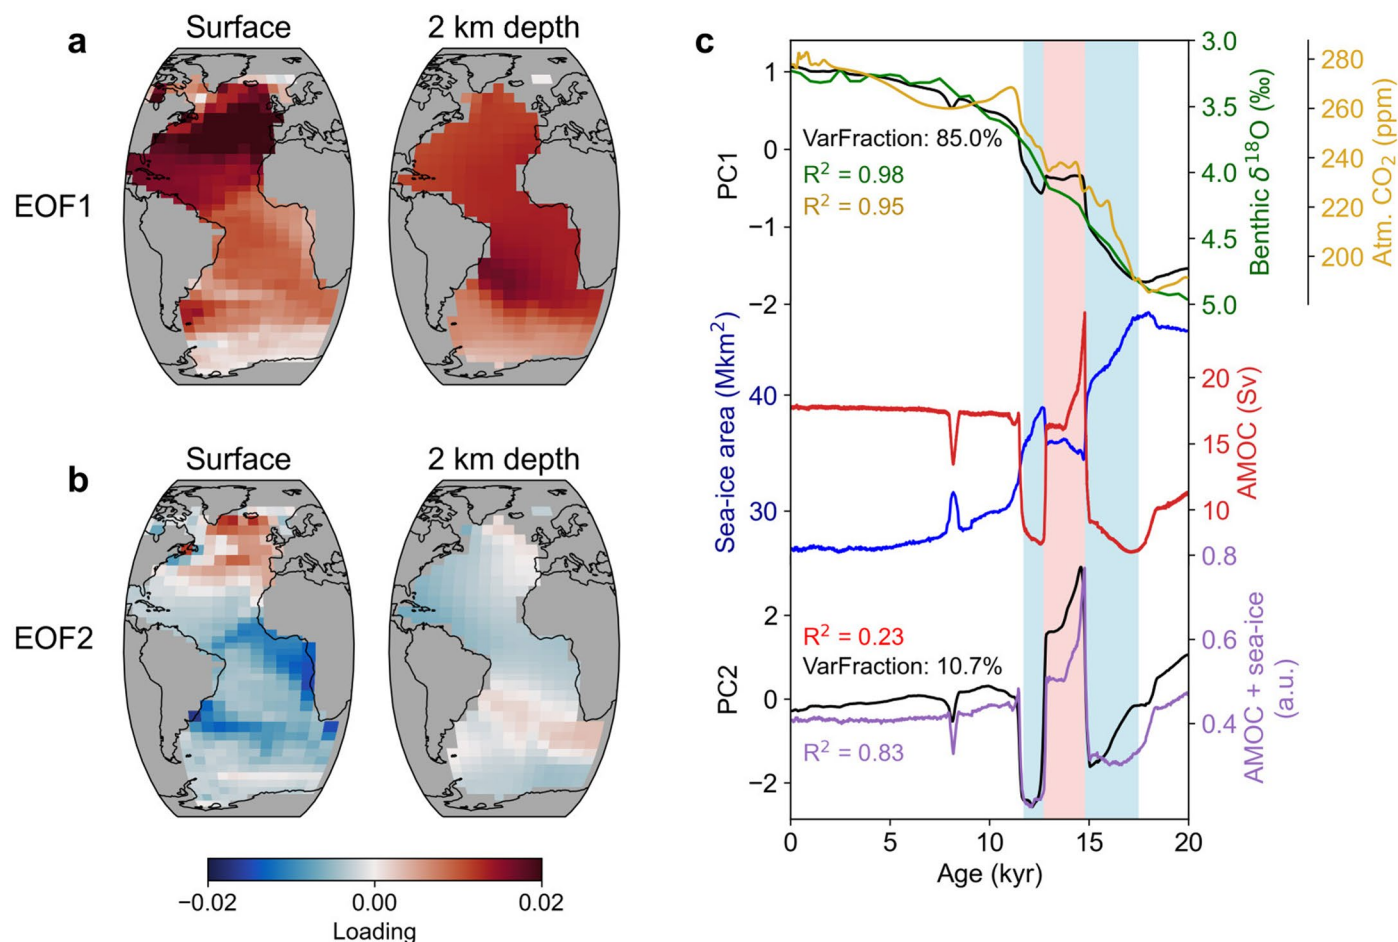 a
Surface
2 km depth
EOF1
b
Surface
2 km depth
EOF2
−0.02
0.00
0.02
Loading
c
1
0
−1
−2
PC1
VarFraction: 85.0%
R² = 0.98
R² = 0.95
3.0
3.5
4.0
4.5
5.0
Benthic δ¹⁸O (‰)
280
260
240
220
200
Atm. CO₂ (ppm)
40
30
Sea-ice area (Mkm²)
20
15
10
AMOC (Sv)
2
0
−2
PC2
R² = 0.23
VarFraction: 10.7%
R² = 0.83
0.8
0.6
0.4
AMOC + sea-ice
(a.u.)
0
5
10
15
20
Age (kyr)